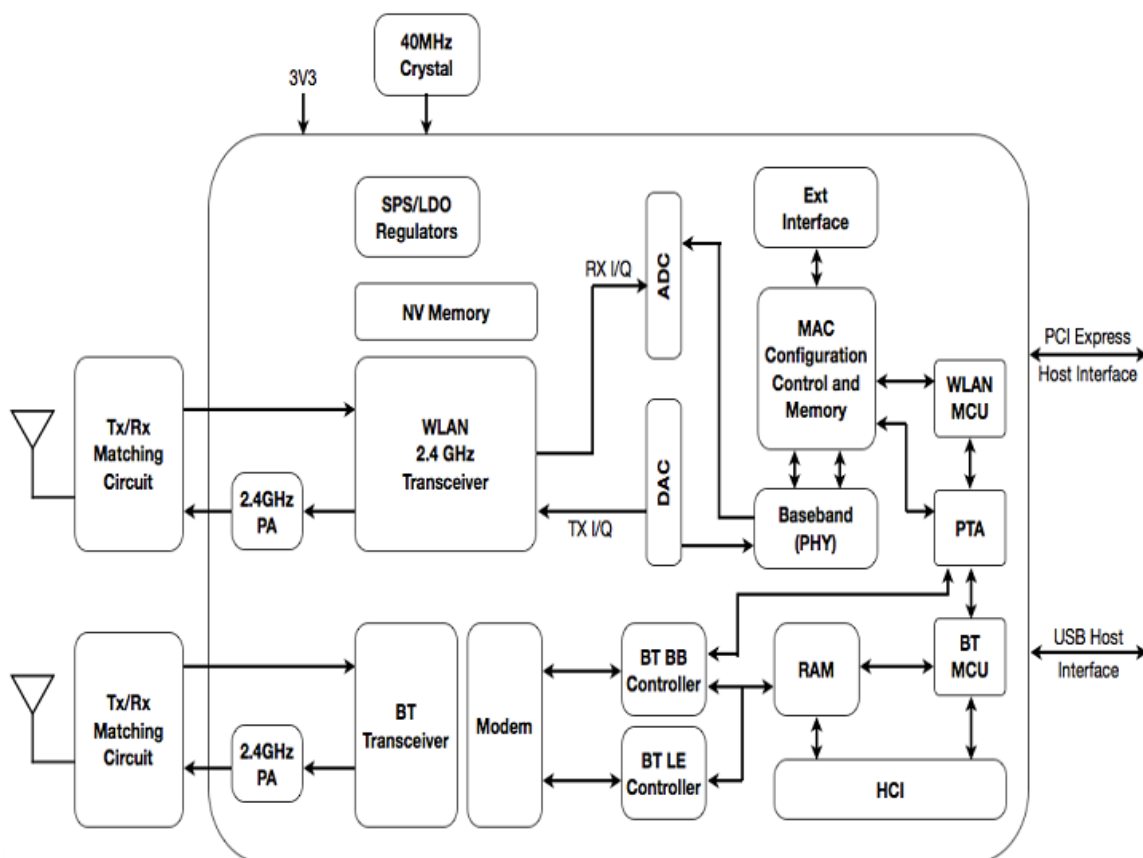 40MHz
Crystal
3V3
SPS/LDO
Regulators
NV Memory
RX I/Q
ADC
Ext
Interface
MAC
Configuration
Control and
Memory
WLAN
MCU
PCI Express
Host Interface
Tx/Rx
Matching
Circuit
2.4GHz
PA
WLAN
2.4 GHz
Transceiver
TX I/Q
DAC
Baseband
(PHY)
PTA
Tx/Rx
Matching
Circuit
2.4GHz
PA
BT
Transceiver
Modem
BT BB
Controller
BT LE
Controller
RAM
BT
MCU
HCI
USB Host
Interface